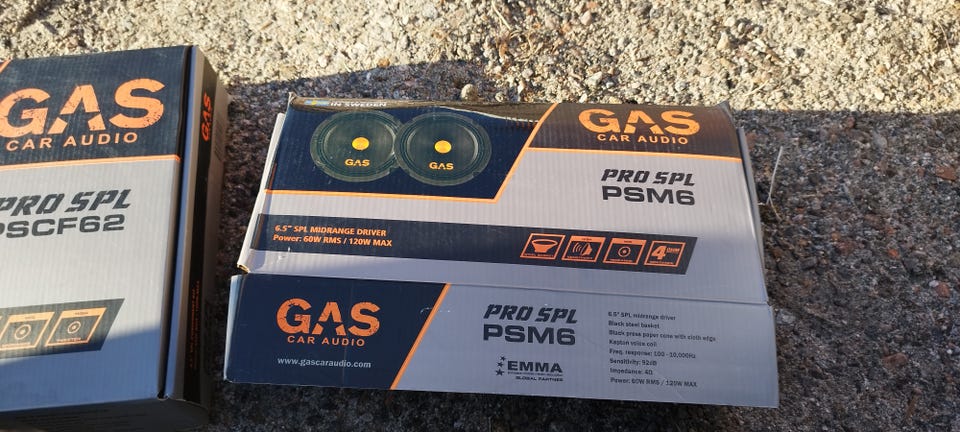 GAS
CAR AUDIO
GAS
PRO SPL
PSCF62
IN SWEDEN
GAS
GAS
GAS
CAR AUDIO
PRO SPL
PSM6
6.5" SPL MIDRANGE DRIVER
Power: 60W RMS / 120W MAX
4
GAS
CAR AUDIO
www.gascaraudio.com
PRO SPL
PSM6
EMMA
GLOBAL PARTNER
6.5" SPL midrange driver
Black steel basket
Black press paper cone with cloth edge
Kapton voice coil
Freq. response: 100 - 10,000Hz
Sensitivity: 92dB
Impedance: 4Ω
Power: 60W RMS / 120W MAX